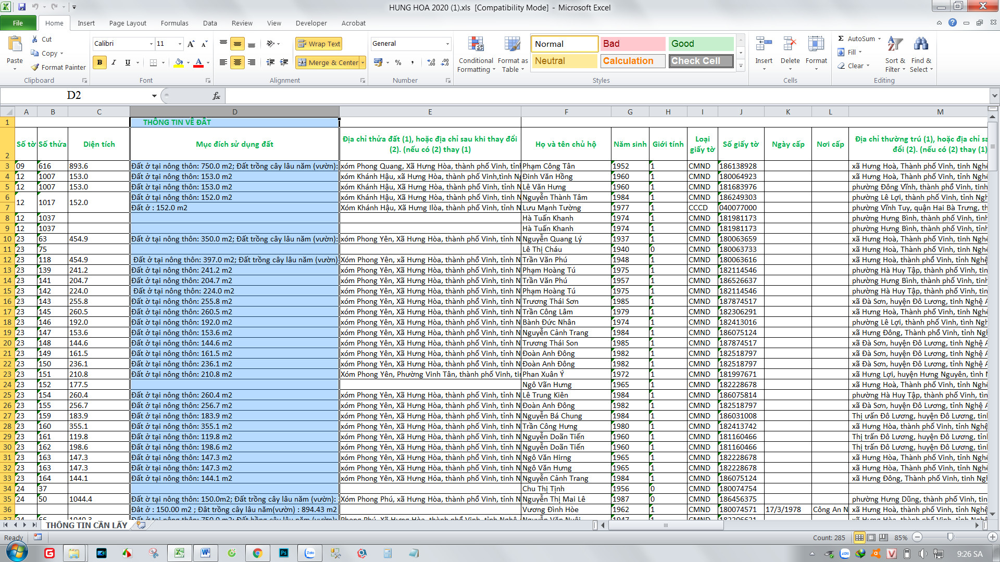 HUNG HOA 2020 (1).xls [Compatibility Mode] - Microsoft Excel
File Home Insert Page Layout Formulas Data Review View Developer Acrobat
Cut
Copy
Format Painter
Paste
Clipboard
Calibri 11
B I U A
Font
Wrap Text
Merge & Center
Alignment
General
% ,
Number
Conditional Formatting
Format as Table
Normal Bad Good
Neutral Calculation Check Cell
Styles
Insert Delete Format
Cells
Σ AutoSum
Fill
Clear
Sort & Filter
Find & Select
Editing
D2 fx
A B C D E F G H I J K L M
1 THÔNG TIN VỀ ĐẤT
2 Số tờ Số thửa Diện tích Mục đích sử dụng đất Địa chỉ thửa đất (1), hoặc địa chỉ sau khi thay đổi (2). (nếu có (2) thay (1) Họ và tên chủ hộ Năm sinh Giới tính Loại giấy tờ Số giấy tờ Ngày cấp Nơi cấp Địa chỉ thường trú (1), hoặc địa chỉ sa đổi (2). (nếu có (2) thay (1)
3 09 616 893.6 Đất ở tại nông thôn: 750.0 m2; Đất trồng cây lâu năm (vườn): xóm Phong Quang, Xã Hưng Hòa, thành phố Vinh, tỉn Phạm Công Tân 1952 1 CMND 186138928 xã Hưng Hoà, Thành phố Vinh, tỉnh Nghệ
4 12 1007 153.0 Đất ở tại nông thôn: 153.0 m2 xóm Khánh Hậu, xã Hưng Hòa, thành phố Vinh,tỉnh Ng Đinh Văn Hồng 1960 1 CMND 180064923 xã Hưng Hoà, Thành phố Vinh, tỉnh Nghệ
5 12 1007 153.0 Đất ờ tại nông thôn: 153.0 m2 xóm Khánh Hậu, Xã Hưng Hòa, thành phố Vinh, tỉnh N Lê Văn Hưng 1960 1 CMND 181683976 phường Đông Vĩnh, thành phố Vinh, tỉnh
6 12 1017 152.0 Đất ở tại nông thôn: 152.0 m2 xóm Khánh Hậu, Xã Hưng Hòa, thành phố Vinh, tỉnh N Nguyễn Thành Tâm 1984 1 CMND 186249303 phường Lê Lợi, thành phố Vinh, tỉnh Ngh
7 Đất ở : 152.0 m2 Xóm Khánh Hậu, Xã Hưng Ilòa, thành phố Vinh, tỉnh N Lưu Mạnh Tường 1977 1 CCCD 040077000 phường Vĩnh Tuy, quận Hai Bà Trưng, th
8 12 1037 Hà Tuấn Khanh 1974 1 CMND 181981173 phường Hưng Bình, thành phố Vinh, tỉnh
9 12 1037 Hà Tuấn Khanh 1974 1 CMND 181981173 phường Hưng Bình, thành phố Vinh, tỉnh
10 23 63 454.9 Đất ở tại nông thôn: 350.0 m2; Đất trồng cây lâu năm (vườn): xóm Phong Yên, Xã Hưng Hòa, thành phố Vinh, tỉnh N Nguyễn Quang Lý 1937 1 CMND 180063659 xã Hưng Hoà, Thành phố Vinh, tỉnh Nghệ
11 23 75 Lê Thị Cháu 1940 0 CMND 180063733 xã Hưng Hoà, thành phố Vinh, tỉnh Nghệ
12 23 118 454.9 Đất ở tại nông thôn: 397.0 m2; Đất trồng cây lâu năm (vườn) Xóm Phong Yên, xã Hưng Hòa, thành phố Vinh, tỉnh N Trần Văn Phú 1948 1 CMND 180063616 xã Hưng Hoà, thành phố Vinh, tỉnh Nghệ
13 23 139 241.2 Đất ở tại nông thôn: 241.2 m2 xóm Phong Yên, Xã Hưng Hòa, thành phố Vinh, tỉnh N Phạm Hoàng Tú 1975 1 CMND 182114546 phường Hà Huy Tập, thành phố Vinh, tỉn
14 23 141 204.7 Đất ở tại nông thôn: 204.7 m2 xóm Phong Yên, Xã Hưng Hòa, thành phố Vinh, tỉnh N Trần Văn Phú 1957 1 CMND 186526637 phường Hưng Bình, thành phố Vinh, tỉnh
15 23 142 224.0 Đất ở tại nông thôn: 224.0 m2 xóm Phong Yên, Xã Hưng Hòa, thành phố Vinh, tỉnh N Phạm Hoàng Tú 1975 1 CMND 182114546 phường Hà Huy Tập, thành phố Vinh, tỉn
16 23 143 255.8 Đất ờ tại nông thôn: 255.8 m2 xóm Phong Yên, Xã Hưng Hòa, thành phố Vinh, tỉnh N Trương Thái Sơn 1985 1 CMND 187874517 xã Đà Sơn, huyện Đô Lương, tỉnh Nghệ A
17 23 145 260.5 Đất ở tại nông thôn: 260.5 m2 xóm Phong Yên, Xã Hưng Hòa, thành phố Vinh, tỉnh N Trần Công Lâm 1979 1 CMND 182306291 xã Hưng Hoà, Thành phố Vinh, tỉnh Nghệ
18 23 146 192.0 Đất ờ tại nông thôn: 192.0 m2 xóm Phong Yên, Xã Hưng Hòa, thành phố Vinh, tỉnh N Bành Đức Nhân 1974 1 CMND 182413016 phường Lê Lợi, thành phố Vinh, tỉnh Ngh
19 23 147 153.6 Đất ở tại nông thôn: 153.6 m2 xóm Phong Yên, Xã Hưng Hòa, thành phố Vinh, tỉnh N Nguyễn Cảnh Trang 1984 1 CMND 186075124 xã Hưng Đông, Thành phố Vinh, tỉnh Ngh
20 23 148 144.6 Đất ở tại nông thôn: 144.6 m2 xóm Phong Yên, Xã Hưng Hòa, thành phố Vinh, tỉnh N Trương Thái Son 1985 1 CMND 187874517 xã Đà Sơn, huyện Đô Lương, tỉnh Nghệ A
21 23 149 161.5 Đất ờ tại nông thôn: 161.5 m2 xóm Phong Yên, Xã Hưng Hòa, thành phố Vinh, tỉnh N Đoàn Anh Đông 1982 1 CMND 182518797 xã Đà Sơn, huyện Đô Lương, tỉnh Nghệ A
22 23 150 236.1 Đất ở tại nông thôn: 236.1 m2 xóm Phong Yên, Xã Hưng Hòa, thành phố Vinh, tỉnh N Đoàn Anh Đông 1982 1 CMND 182518797 xã Đà Sơn, huyện Đô Lương, tỉnh Nghệ A
23 23 151 210.8 Đất ở tại nông thôn: 210.8 m2 Xóm Phong Yên, Phường Vinh Tân, thành phố Vinh, tỉ Phan Xuân Ý 1972 1 CMND 181997671 xã Hưng Lợi, huyện Hưng Nguyên, tỉnh N
24 23 152 177.5 Ngô Văn Hưng 1965 1 CMND 182228678 xã Hưng Hoà, Thành phố Vinh, tỉnh Nghệ
25 23 154 260.4 Đất ở tại nông thôn: 260.4 m2 xóm Phong Yên, Xã Hưng Hòa, thành phố Vinh, tỉnh N Lê Trung Kiên 1984 1 CMND 186075814 phường Hà Huy Tập, thành phố Vinh, tỉn
26 23 155 256.7 Đất ở tại nông thôn: 256.7 m2 xóm Phong Yên, Xã Hưng Hòa, thành phố Vinh, tỉnh N Đoàn Anh Đông 1982 1 CMND 182518797 xã Đà Sơn, huyện Đô Lương, tỉnh Nghệ A
27 23 159 183.9 Đất ở tại nông thôn: 183.9 m2 xóm Phong Yên, Xã Hưng Hòa, thành phố Vinh, tỉnh N Nguyễn Bá Chung 1984 1 CMND 186031008 Thị ưấn Đô Lương, huyện Đô Lương, tỉnh
28 23 160 355.1 Đất ở tại nông thôn: 355.1 m2 xóm Phong Yên, Xã Hưng Hòa, thành phố Vinh, tỉnh N Trần Công Hưng 1980 1 CMND 182413742 xã Hưng Hòa, Thành phố Vinh, tỉnh Nghệ
29 23 161 119.8 Đất ở tại nông thôn: 119.8 m2 xóm Phong Yên, Xã Hưng Hòa, thành phố Vinh, tỉnh N Nguyễn Doãn Tiến 1960 1 CMND 181160466 Thị trấn Đô Lương, huyện Đô Lương, tỉnh
30 23 162 198.6 Đất ở tại nông thôn: 198.6 m2 xóm Phong Yên, Xã Hưng Hòa, thành phố Vinh, tỉnh N Nguyễn Doãn Tiến 1960 1 CMND 181160466 Thị trấn Đô Lương, huyện Đô Lương, tỉnh
31 23 163 147.3 Đất ở tại nông thôn: 147.3 m2 xóm Phong Yên, Xã Hưng Hòa, thành phố Vinh, tỉnh N Ngô Văn Hirng 1965 1 CMND 182228678 xã Hưng Hòa, Thành phố Vinh, tỉnh Nghệ
32 23 163 147.3 Đất ờ tại nông thôn: 147.3 m2 xóm Phong Yên, Xã Hưng Hòa, thành phố Vinh, tỉnh N Ngô Văn Hưng 1965 1 CMND 182228678 xã Hưng Hòa, Thành phố Vinh, tỉnh Nghệ
33 23 164 144.1 Đất ờ tại nông thôn: 144.1 m2 xóm Phong Yên, Xã Hưng Hỏa, thành phố Vinh, tỉnh N Nguyễn Cảnh Trang 1984 1 CMND 186075124 xã Hưng Đông, Thành phố Vinh, tỉnh Ngh
34 24 37 Chu Thị Tịnh 1956 0 CMND 180074754
35 24 50 1044.4 Đất ờ tại nông thôn: 150.0m2; Đất trồng cây lâu năm (vườn): Xóm Phong Phú, xã Hưng Hòa, thành phố Vinh, tỉnh N Nguyễn Thị Mai Lê 1987 0 CMND 186456375 phường Hưng Dũng, thành phố Vinh, tỉn
36 Đât ở : 150.00 m2 ; Đât trồng cây lâu năm(vườn) : 894.43 m2 Vương Đình Hòe 1962 1 CMND 180074571 17/3/1978 Công An N xã Hưng Hoà, Thành phố Vinh, tỉnh Nghệ
THÔNG TIN CẦN LẤY
Ready Count: 285 85%
9:26 SA